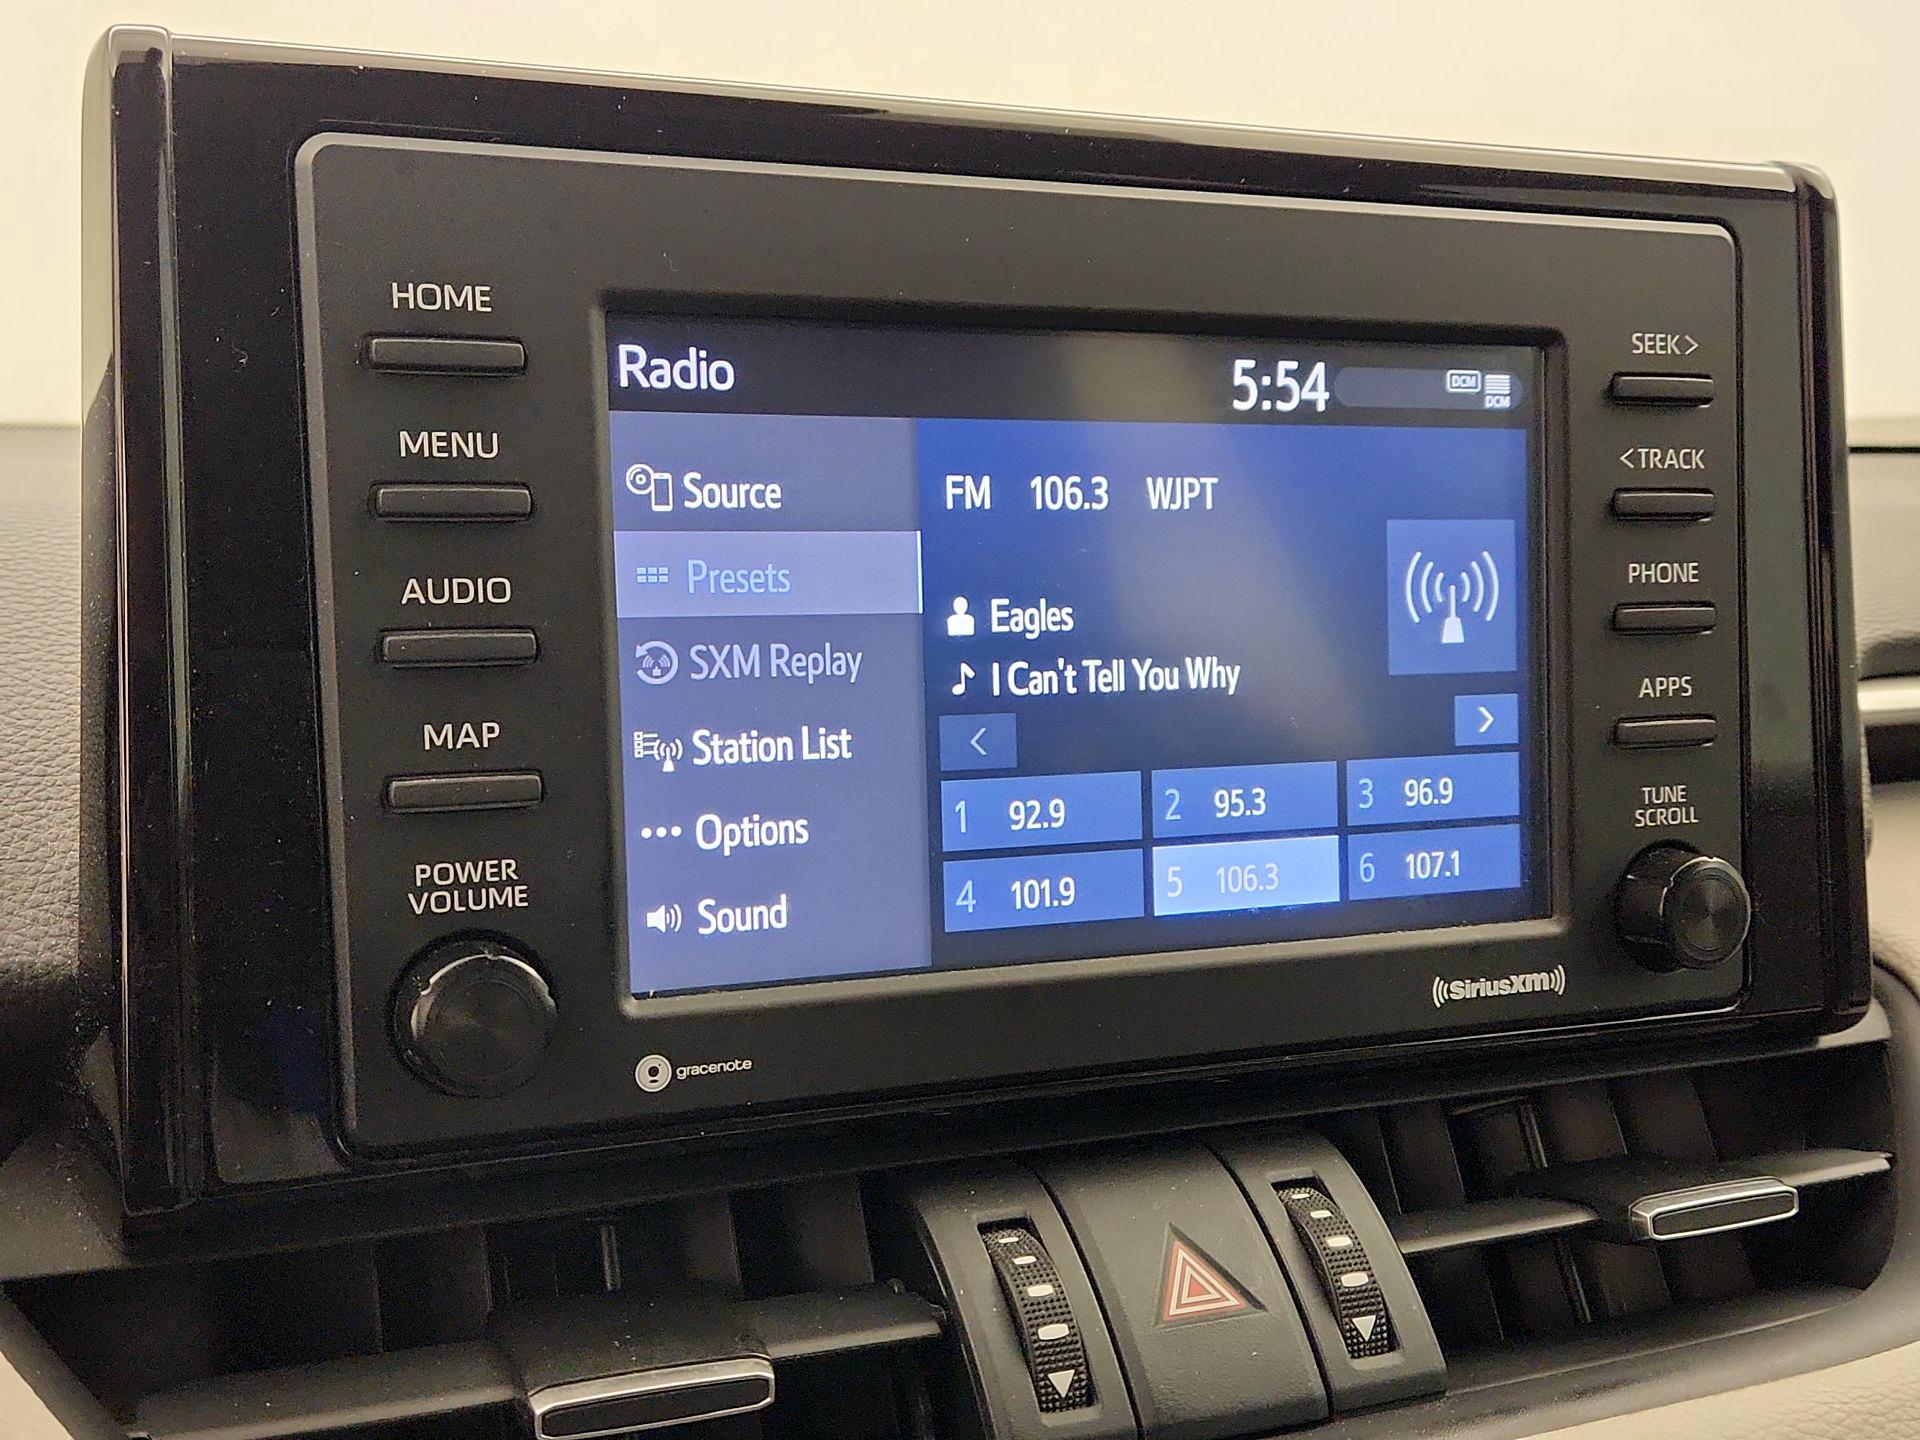 HOME
MENU
AUDIO
MAP
POWER
VOLUME
Radio
5:54
DCM
DCM
Source
Presets
SXM Replay
Station List
Options
Sound
FM 106.3 WJPT
Eagles
I Can't Tell You Why
< >
1 92.9 2 95.3 3 96.9
4 101.9 5 106.3 6 107.1
SEEK>
<TRACK
PHONE
APPS
TUNE
SCROLL
gracenote
((SiriusXM))